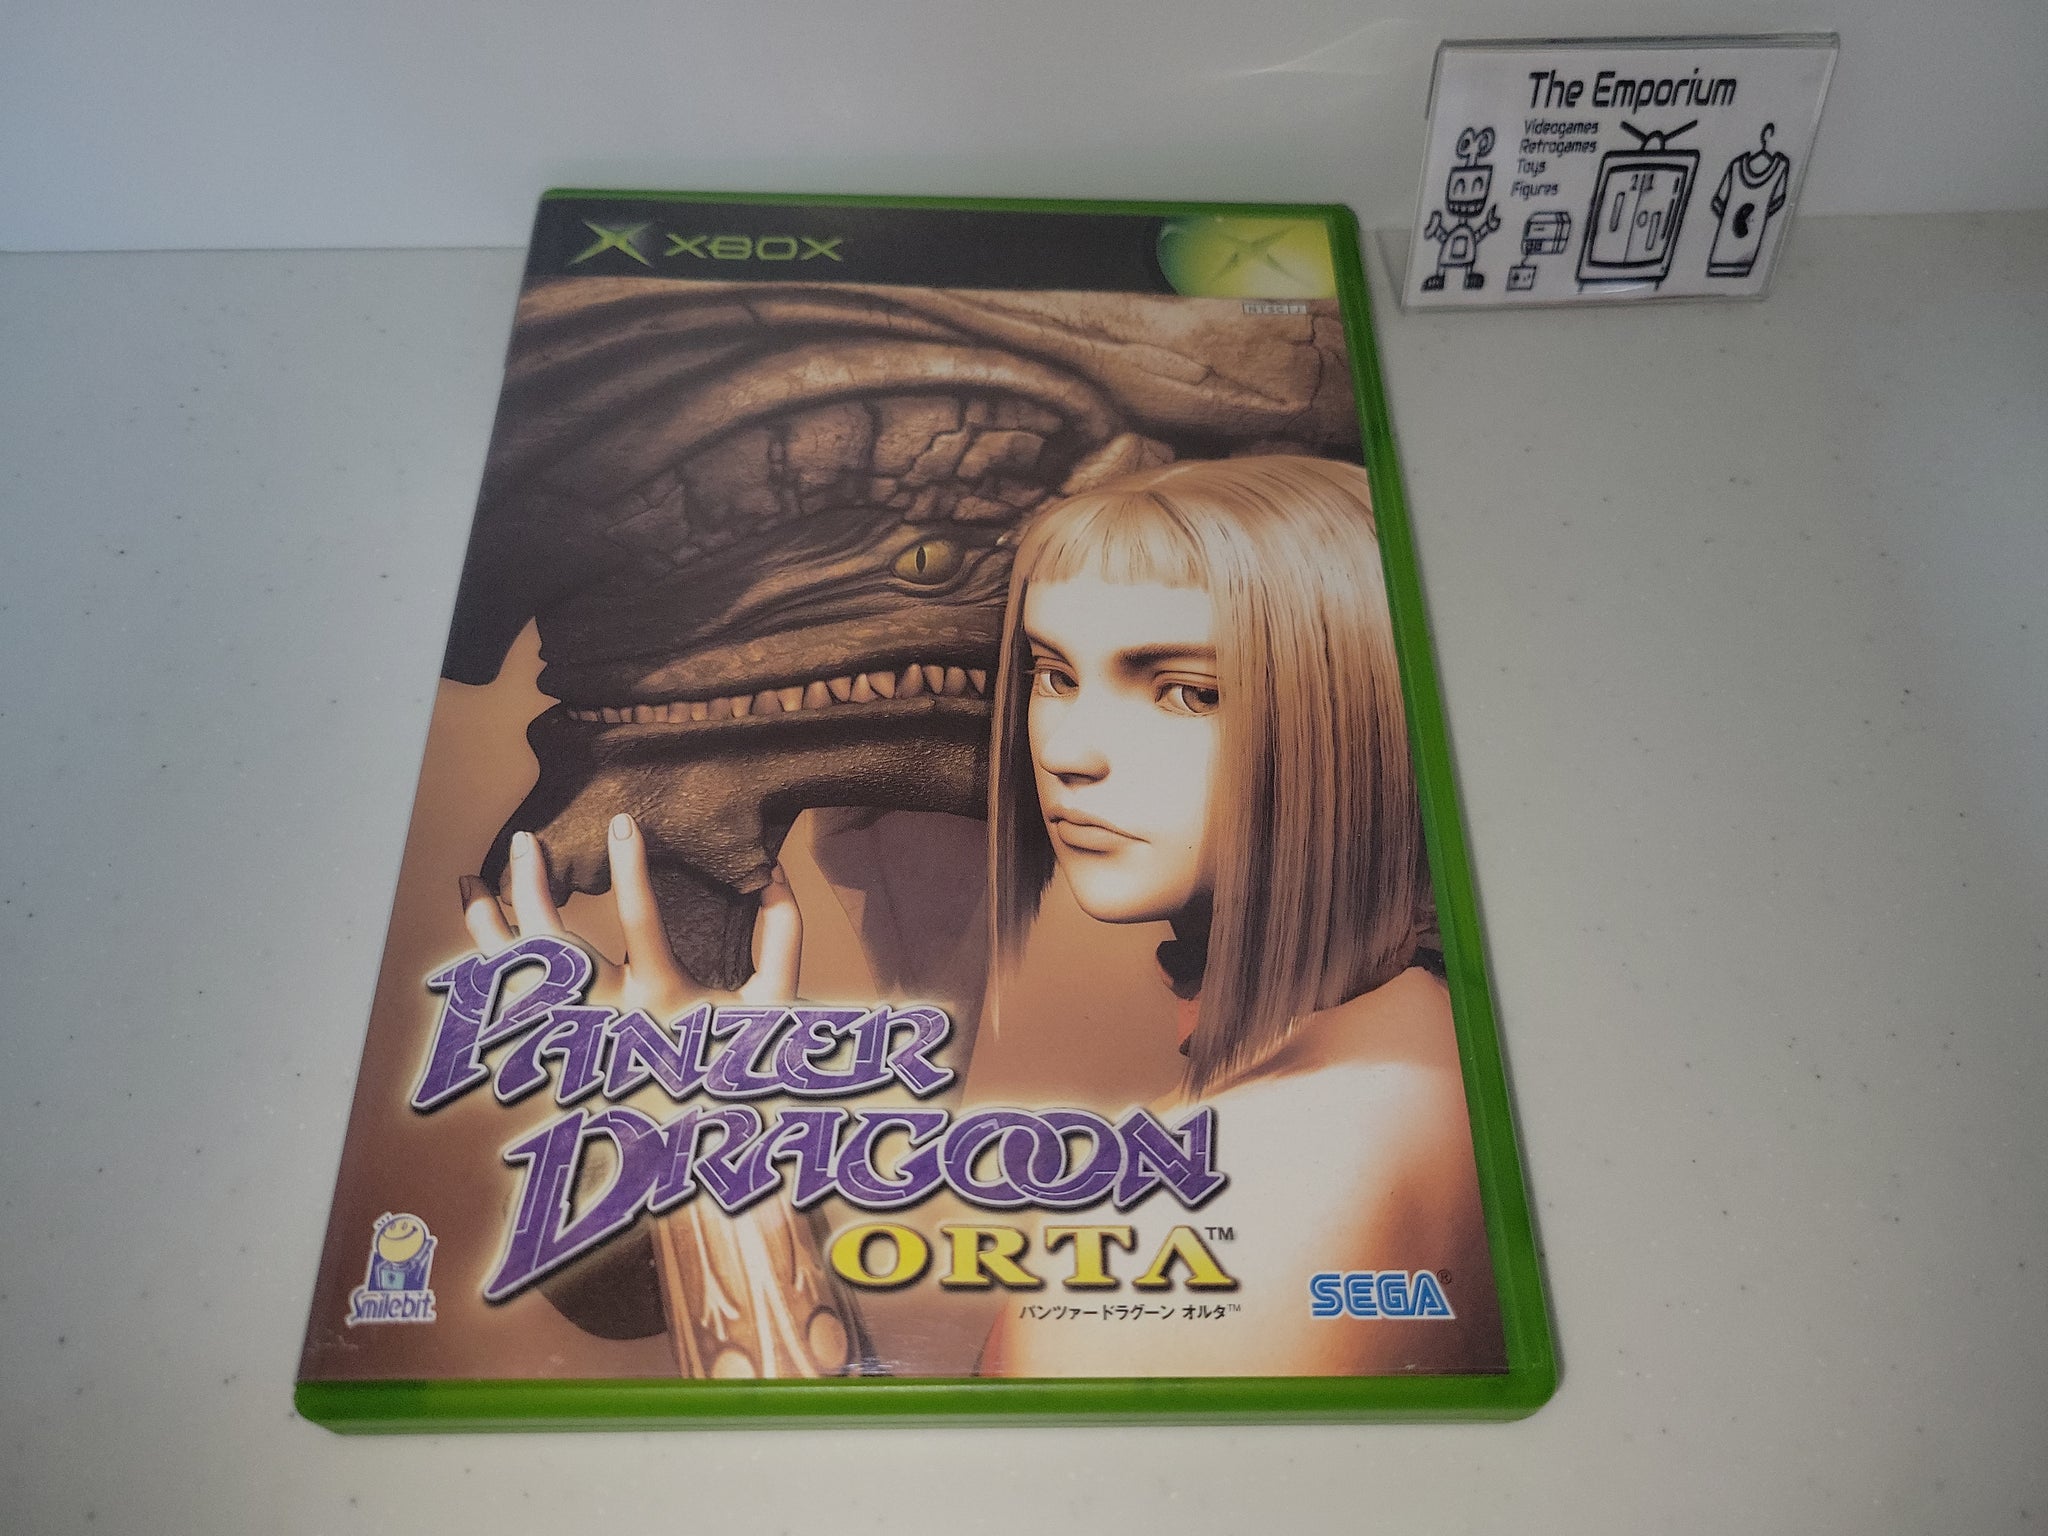 The Emporium
Videogames
Retrogames
Toys
Figures
XBOX
NTSC J
PANZER
DRAGOON
ORTA™
パンツァードラグーン オルタ™
Smilebit
SEGA®